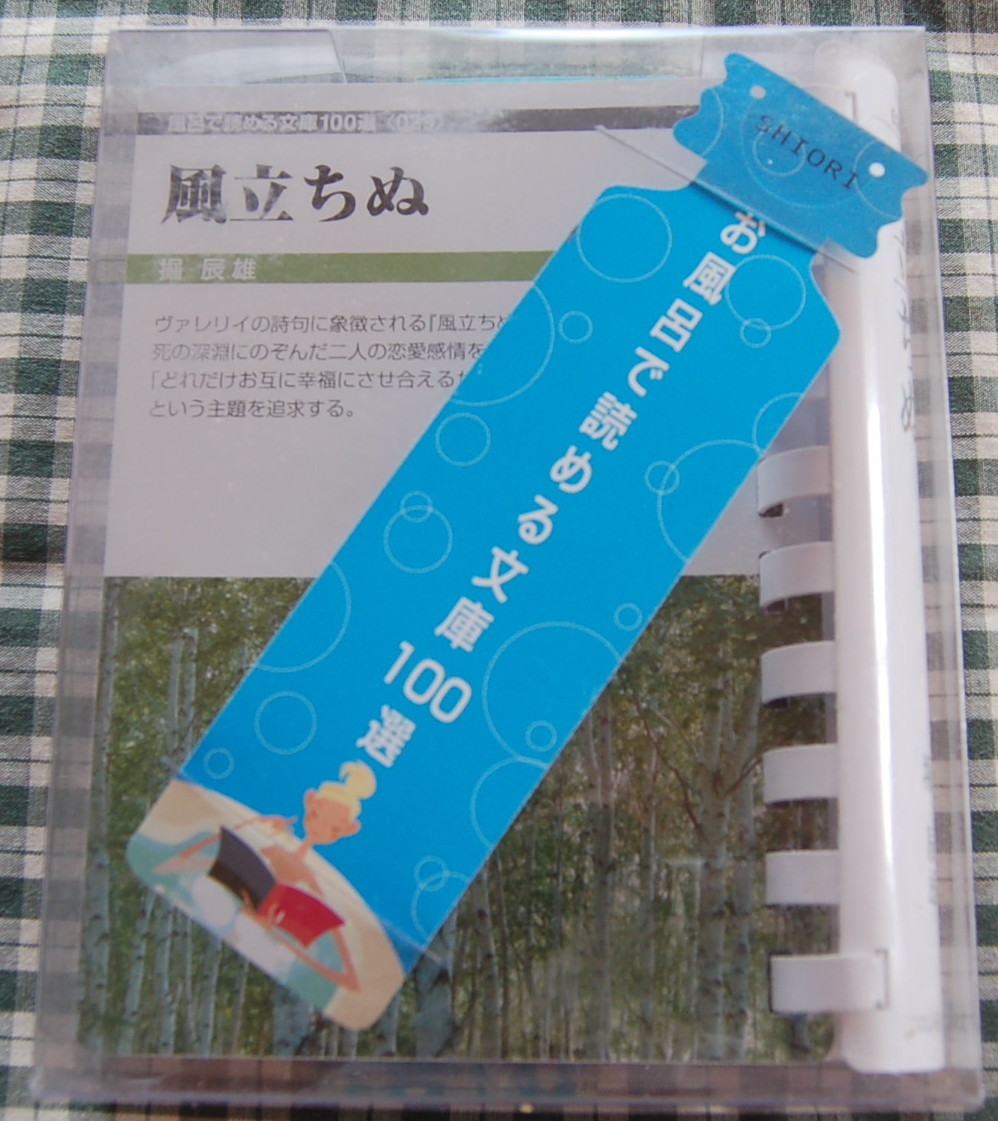 風呂で読める文庫100選
風立ちぬ
堀 辰雄
ヴァレリイの詩句に象徴される「風立ちぬ
死の深淵にのぞんだ二人の恋愛感情を
「どれだけお互に幸福にさせ合えるか
という主題を追求する。
SHIORI
お風呂で読める文庫100選